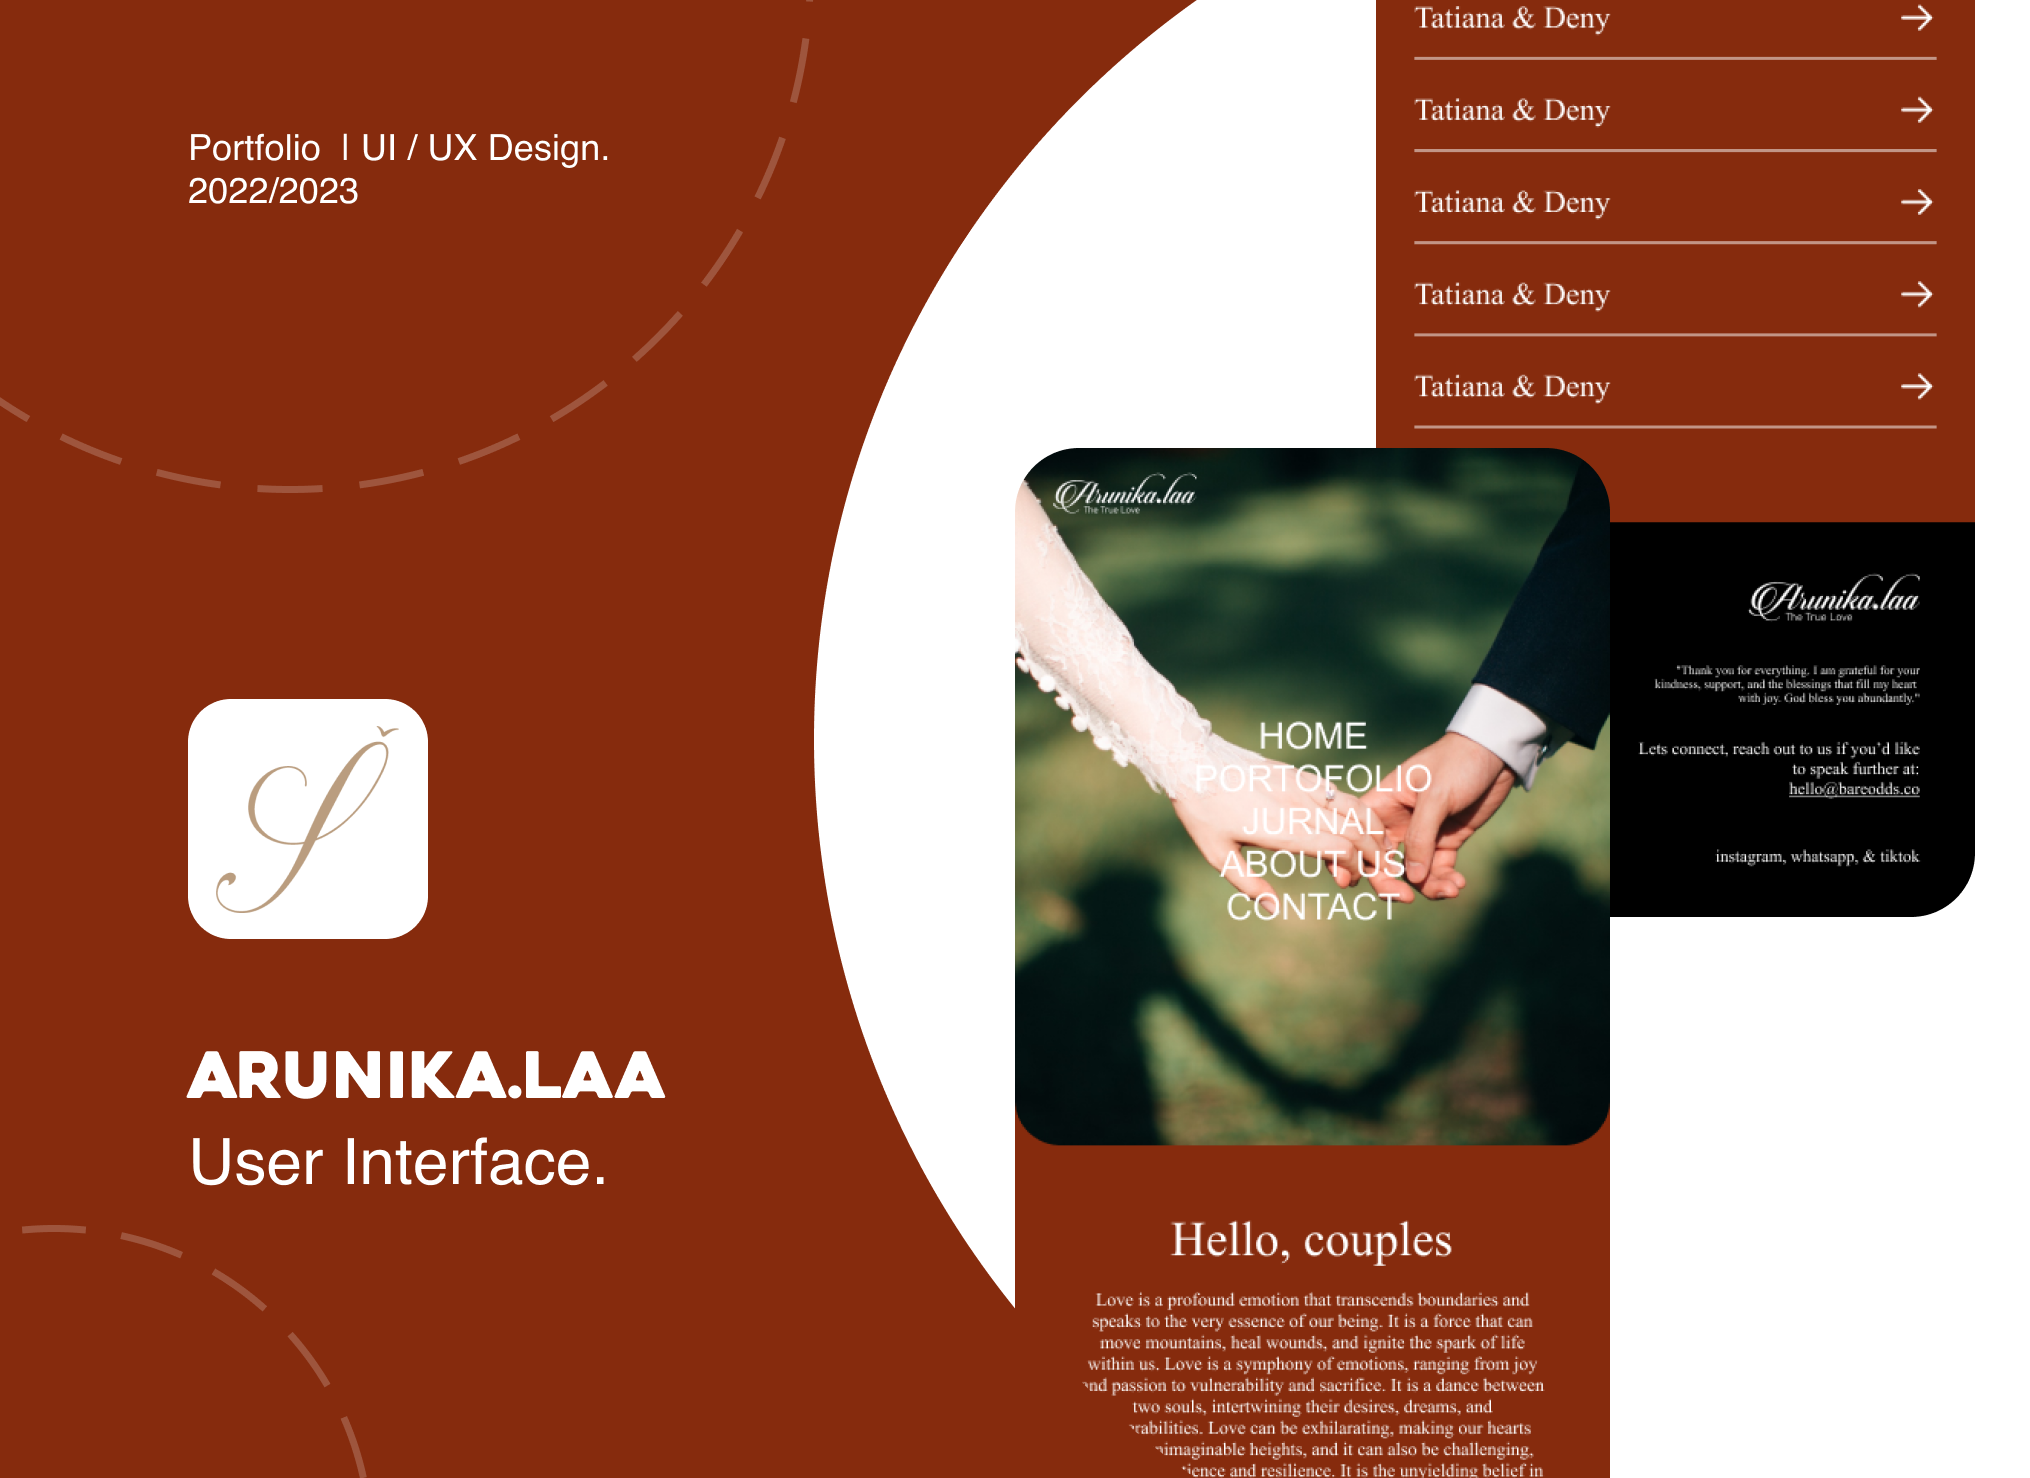 Portfolio | UI / UX Design.
2022/2023
ARUNIKA.LAA
User Interface.
Tatiana & Deny
Tatiana & Deny
Tatiana & Deny
Tatiana & Deny
Tatiana & Deny
Arunika.laa
The True Love
HOME
PORTOFOLIO
JURNAL
ABOUT US
CONTACT
Hello, couples
Love is a profound emotion that transcends boundaries and
speaks to the very essence of our being. It is a force that can
move mountains, heal wounds, and ignite the spark of life
within us. Love is a symphony of emotions, ranging from joy
passion to vulnerability and sacrifice. It is a dance between
two souls, intertwining their desires, dreams, and
Love can be exhilarating, making our hearts
heights, and it can also be challenging,
and resilience. It is the unyielding belief in
Arunika.laa
The True Love
"Thank you for everything. I am grateful for your
kindness, support, and the blessings that fill my heart
with joy. God bless you abundantly."
Lets connect, reach out to us if you'd like
to speak further at:
hello@bareodds.co
instagram, whatsapp, & tiktok